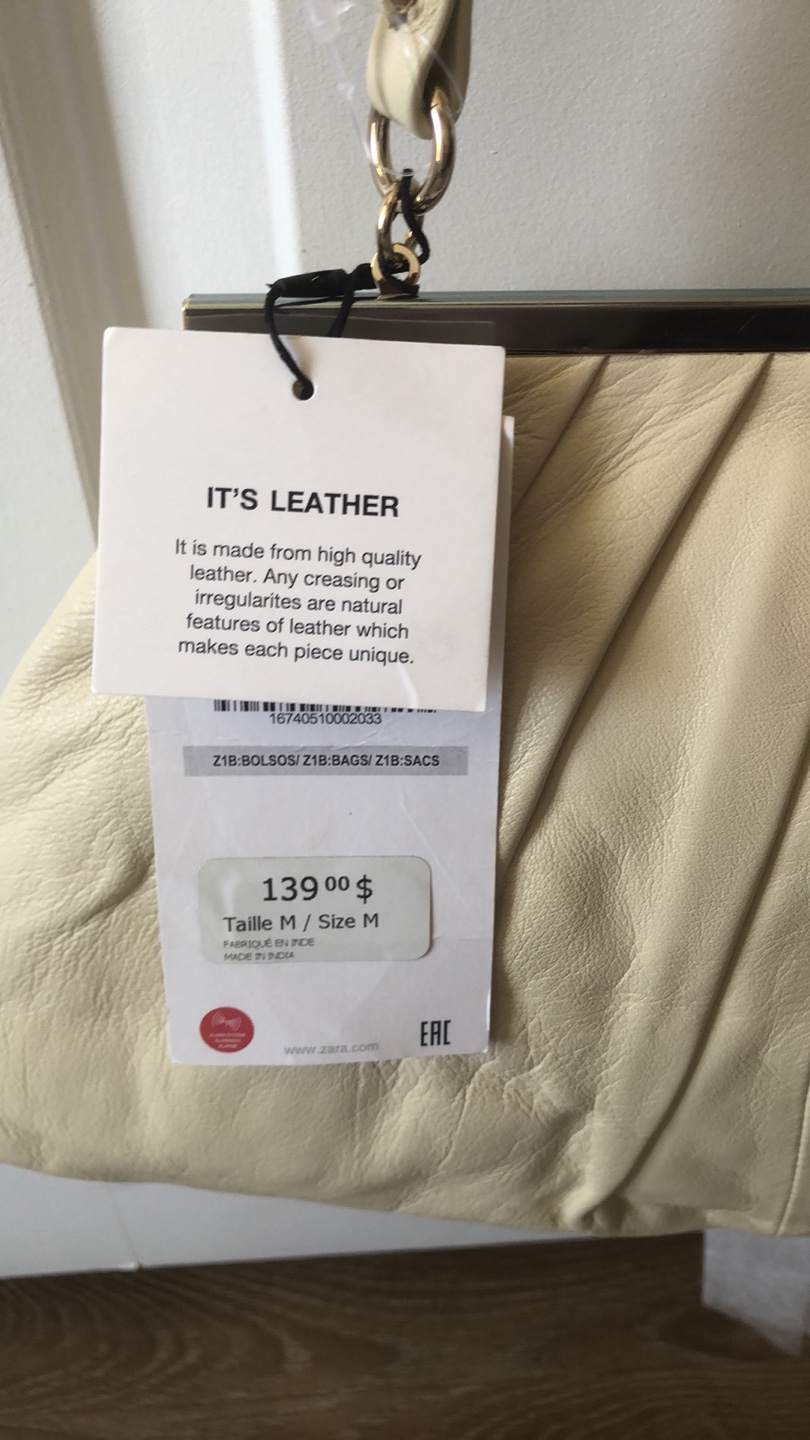 IT'S LEATHER
It is made from high quality
leather. Any creasing or
irregularites are natural
features of leather which
makes each piece unique.
16740510002033
Z1B:BOLSOS/ Z1B:BAGS/ Z1B:SACS
139 00 $
Taille M / Size M
FABRIQUÉ EN INDE
MADE IN INDIA
www.zara.com
EAC